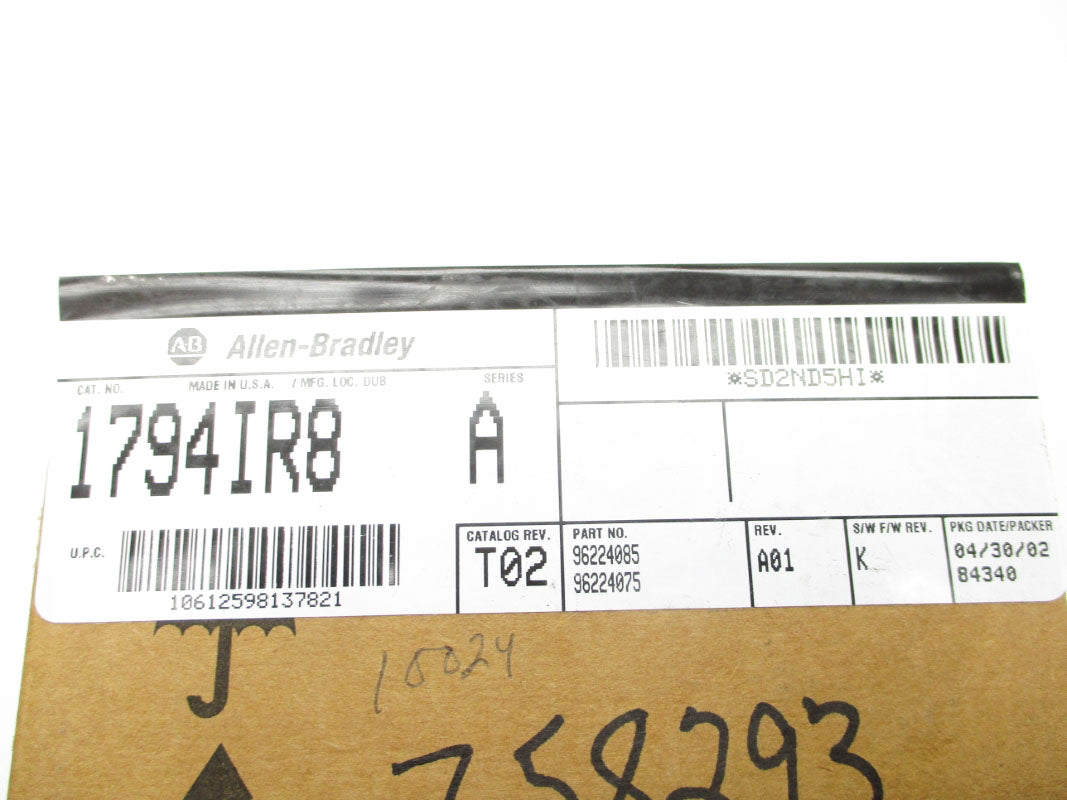 AB Allen-Bradley
CAT. NO. MADE IN U.S.A. / MFG. LOC. DUB SERIES
1794IR8 A
*SD2ND5HI*
U.P.C.
10612598137821
CATALOG REV.
T02
PART NO.
96224085
96224075
REV.
A01
S/W F/W REV.
K
PKG DATE/PACKER
04/30/02
84340
10024
758293